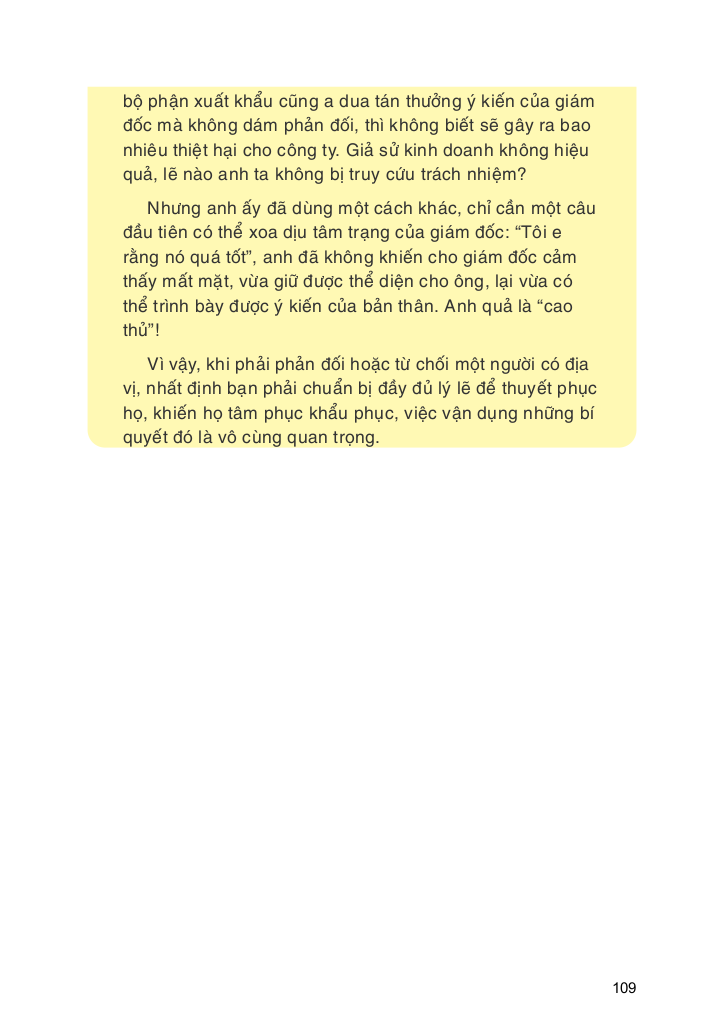 bộ phận xuất khẩu cũng a dua tán thưởng ý kiến của giám
đốc mà không dám phản đối, thì không biết sẽ gây ra bao
nhiêu thiệt hại cho công ty. Giả sử kinh doanh không hiệu
quả, lẽ nào anh ta không bị truy cứu trách nhiệm?
Nhưng anh ấy đã dùng một cách khác, chỉ cần một câu
đầu tiên có thể xoa dịu tâm trạng của giám đốc: “Tôi e
rằng nó quá tốt”, anh đã không khiến cho giám đốc cảm
thấy mất mặt, vừa giữ được thể diện cho ông, lại vừa có
thể trình bày được ý kiến của bản thân. Anh quả là “cao
thủ”!
Vì vậy, khi phải phản đối hoặc từ chối một người có địa
vị, nhất định bạn phải chuẩn bị đầy đủ lý lẽ để thuyết phục
họ, khiến họ tâm phục khẩu phục, việc vận dụng những bí
quyết đó là vô cùng quan trọng.
109